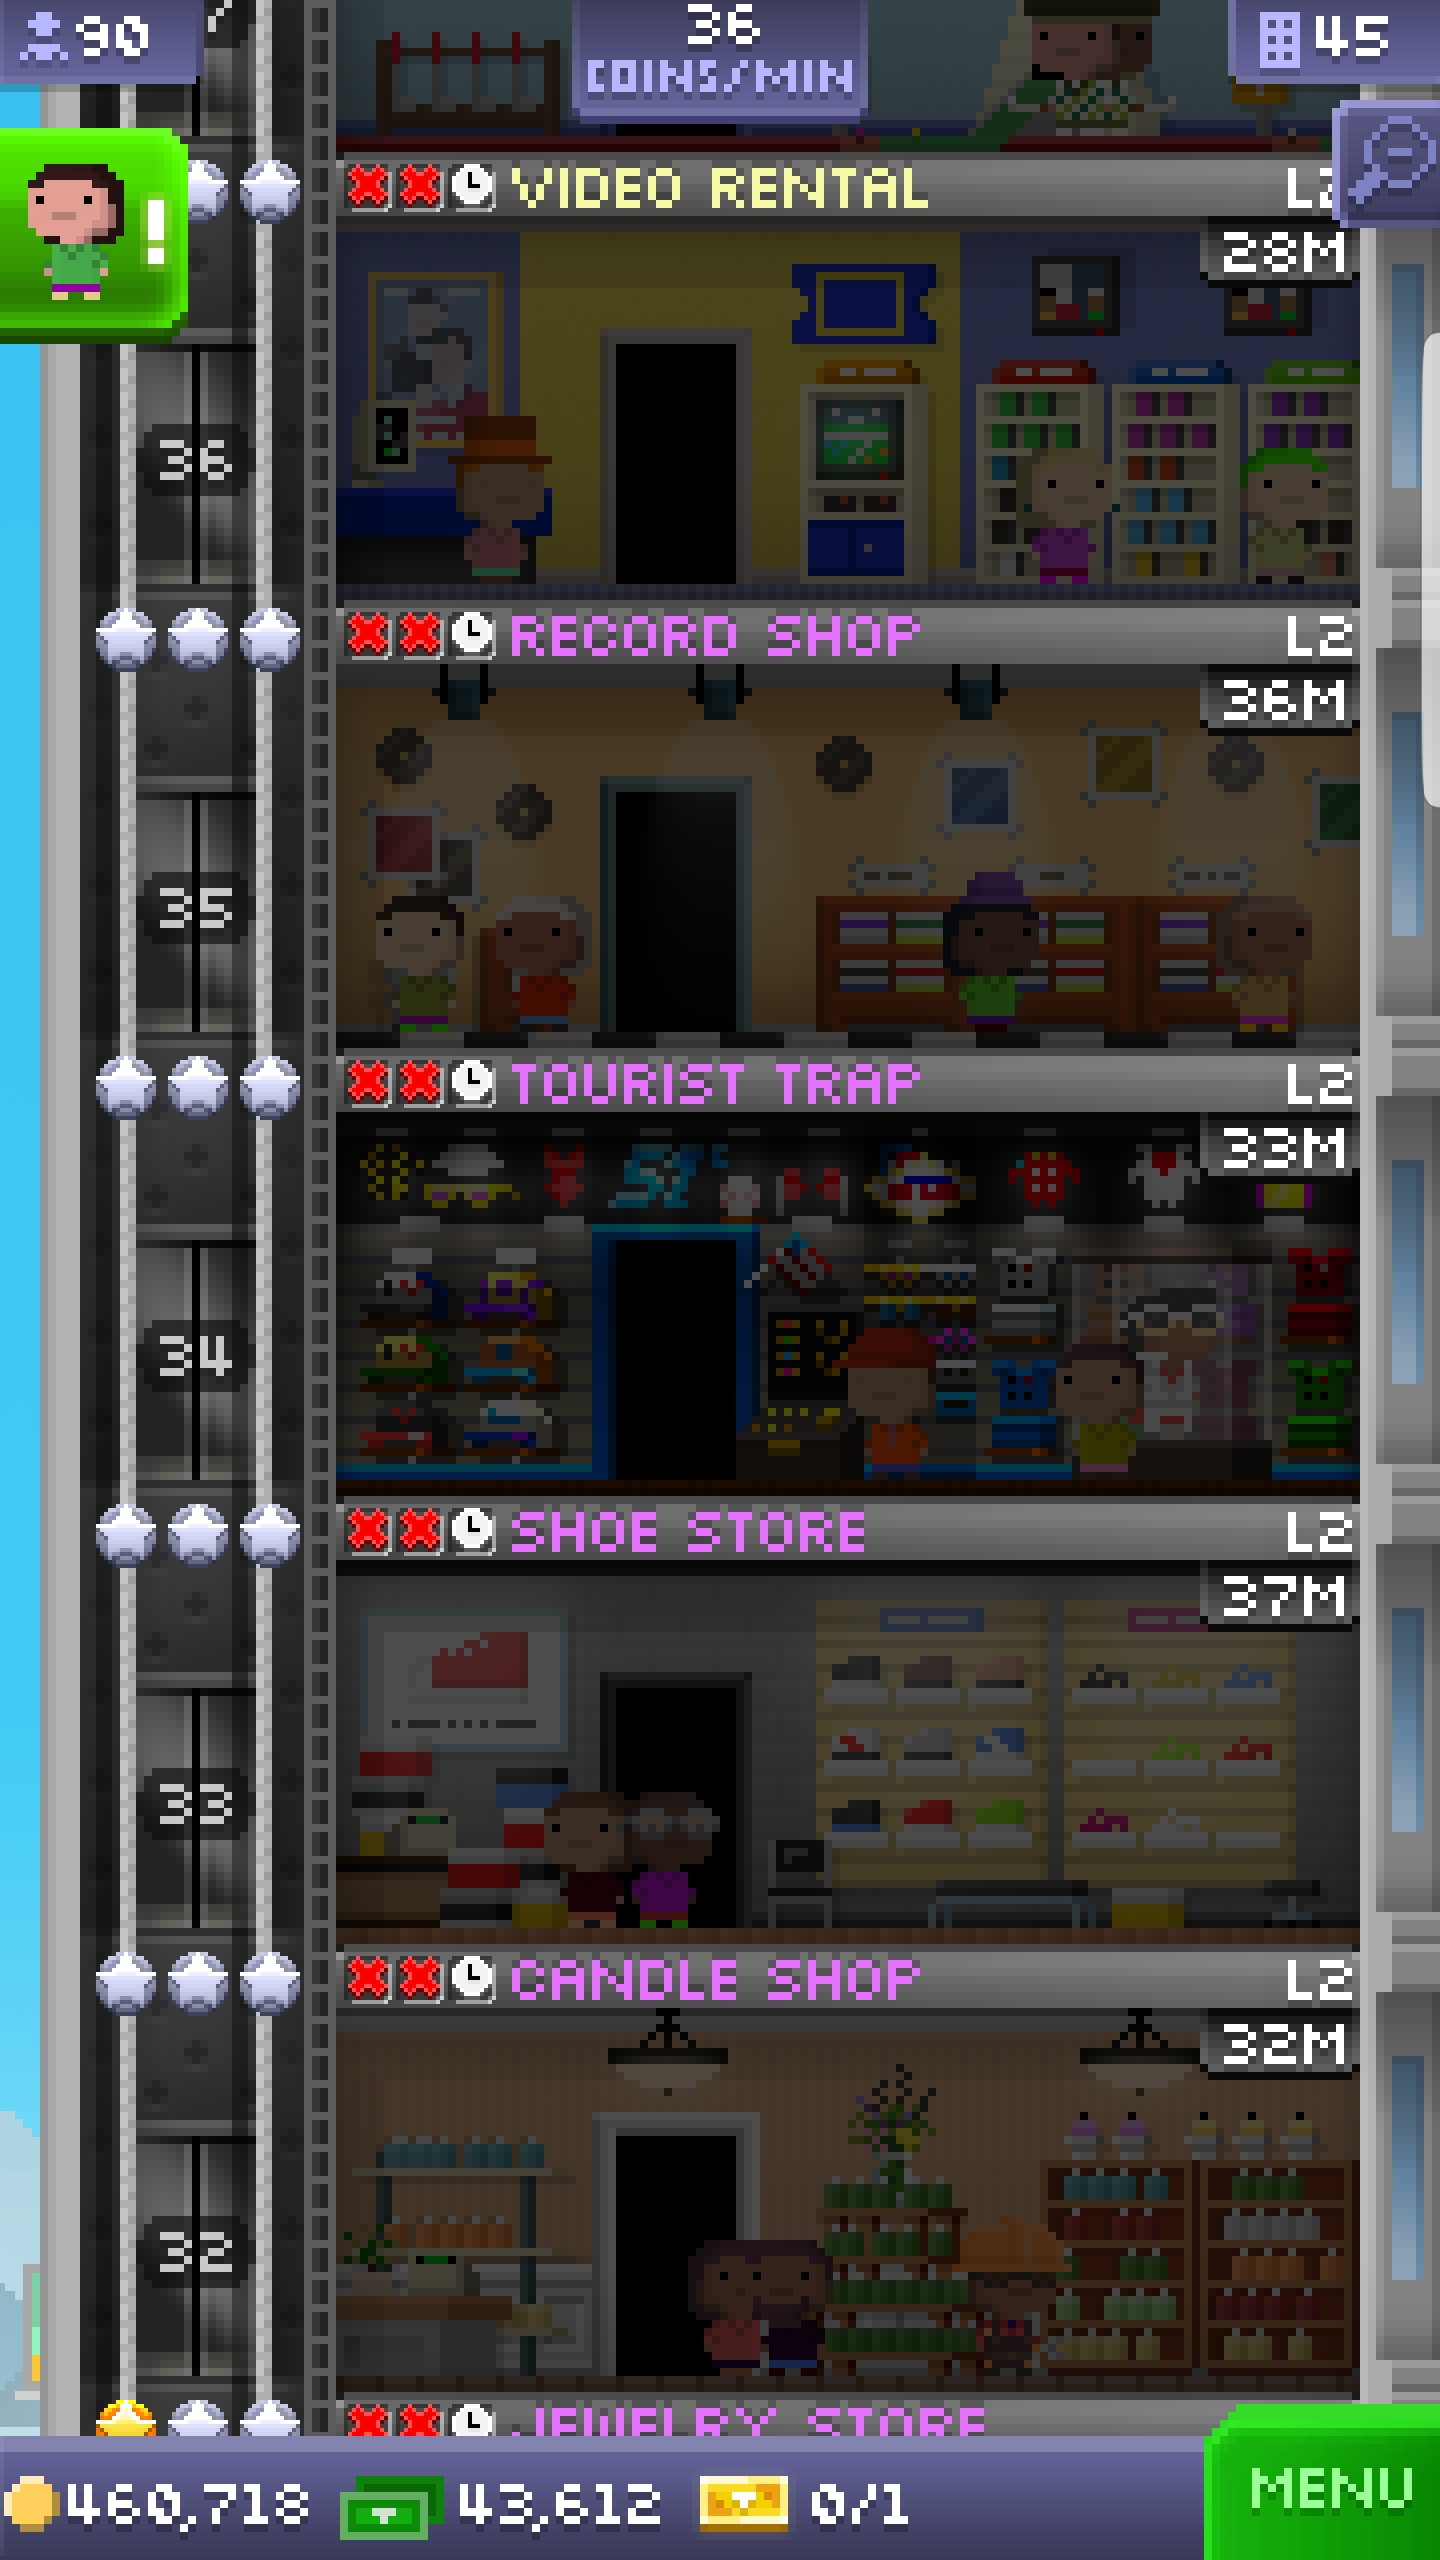 90
36
COINS/MIN
45
VIDEO RENTAL L2
28M
36
RECORD SHOP L2
36M
35
TOURIST TRAP L2
33M
34
SHOE STORE L2
37M
33
CANDLE SHOP L2
32M
32
JEWELRY STORE
460,718 43,612 0/1 MENU